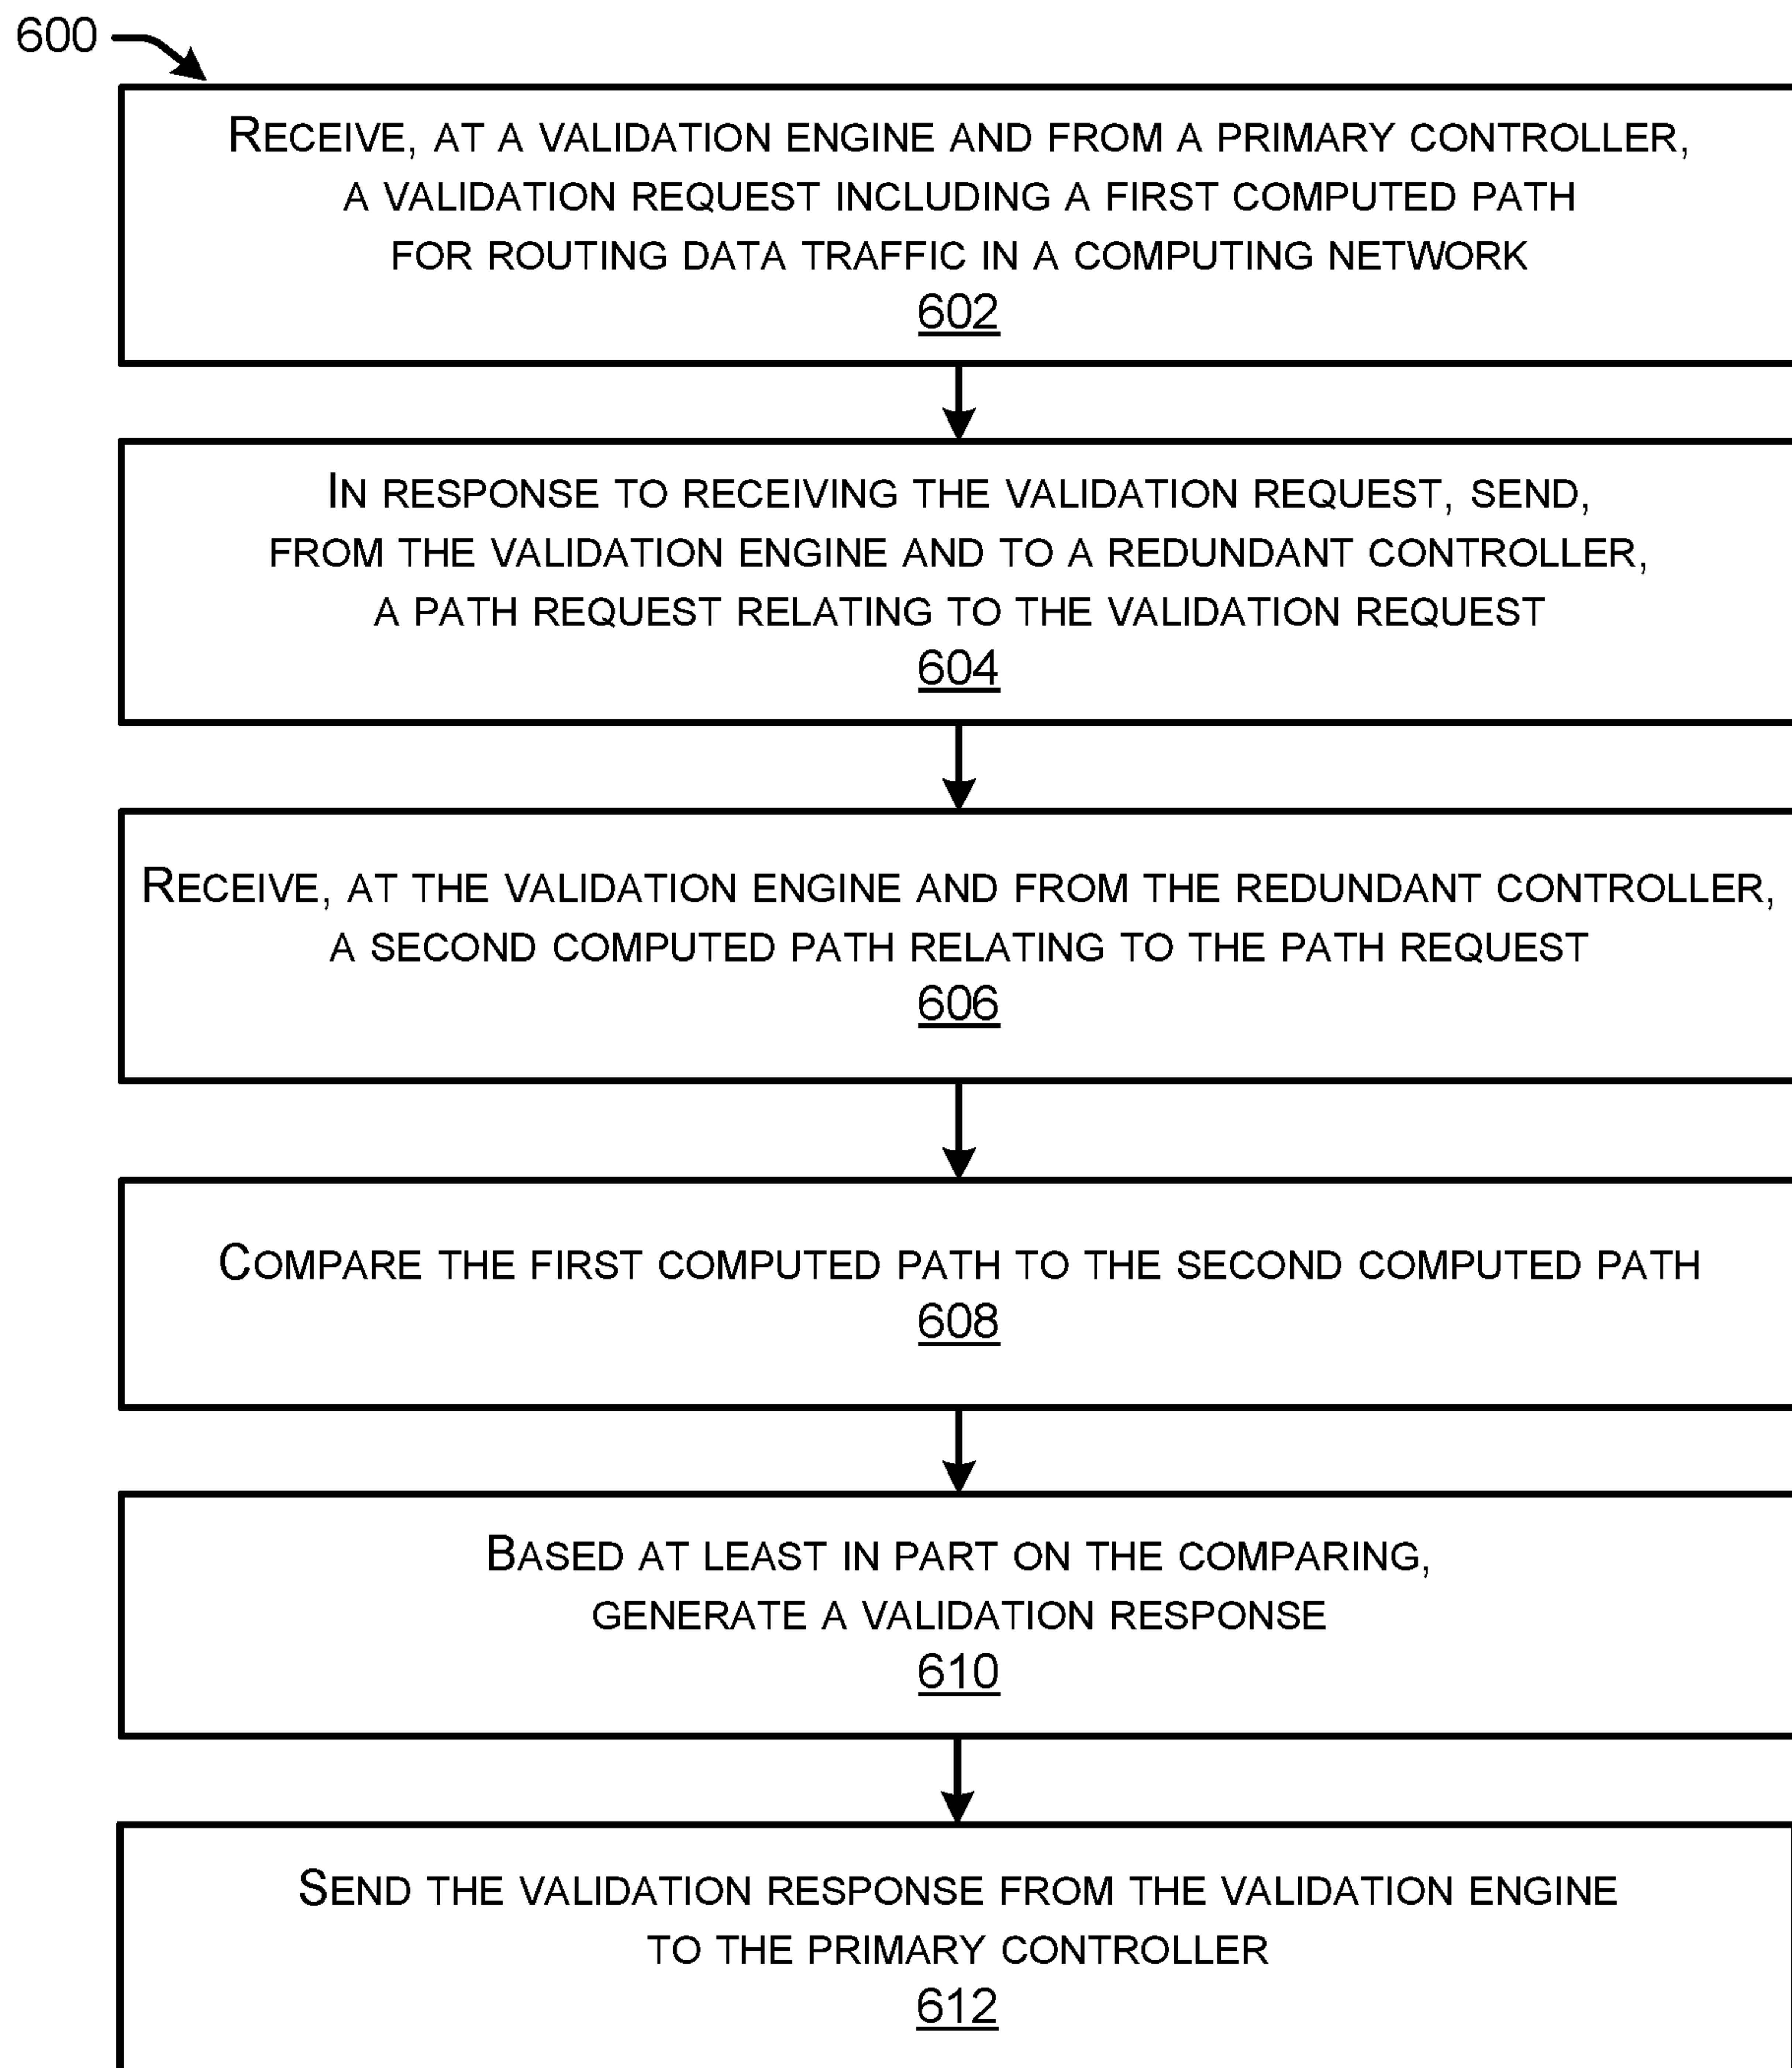 600
RECEIVE, AT A VALIDATION ENGINE AND FROM A PRIMARY CONTROLLER,
A VALIDATION REQUEST INCLUDING A FIRST COMPUTED PATH
FOR ROUTING DATA TRAFFIC IN A COMPUTING NETWORK
602
IN RESPONSE TO RECEIVING THE VALIDATION REQUEST, SEND,
FROM THE VALIDATION ENGINE AND TO A REDUNDANT CONTROLLER,
A PATH REQUEST RELATING TO THE VALIDATION REQUEST
604
RECEIVE, AT THE VALIDATION ENGINE AND FROM THE REDUNDANT CONTROLLER,
A SECOND COMPUTED PATH RELATING TO THE PATH REQUEST
606
COMPARE THE FIRST COMPUTED PATH TO THE SECOND COMPUTED PATH
608
BASED AT LEAST IN PART ON THE COMPARING,
GENERATE A VALIDATION RESPONSE
610
SEND THE VALIDATION RESPONSE FROM THE VALIDATION ENGINE
TO THE PRIMARY CONTROLLER
612